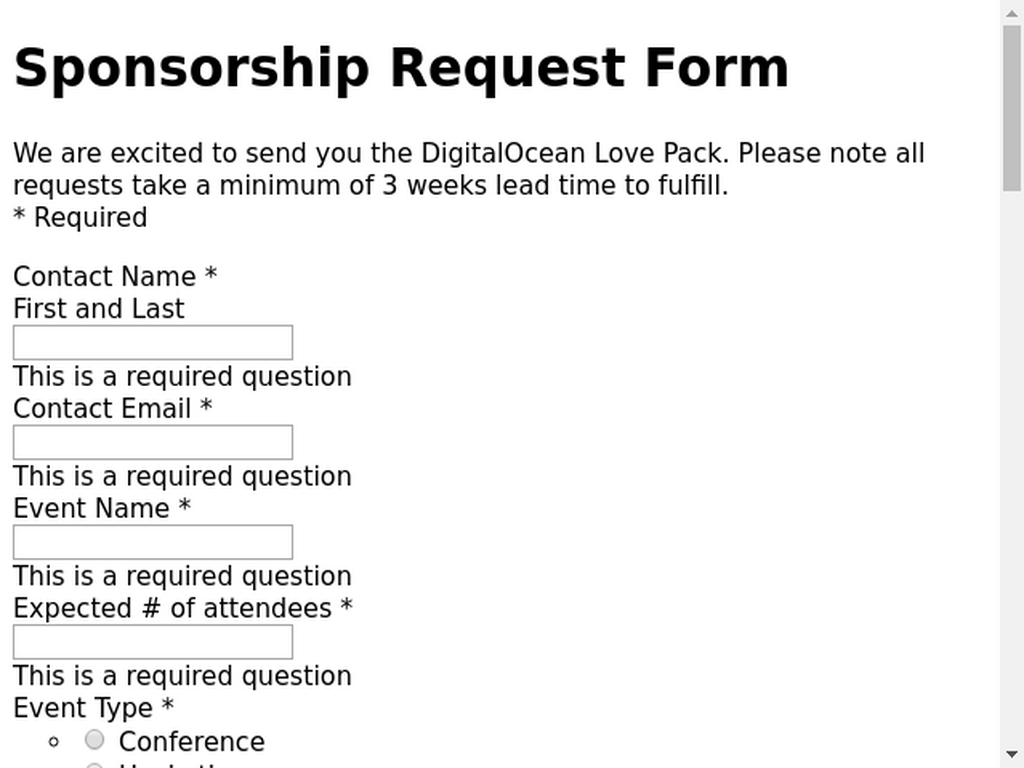 Sponsorship Request Form
We are excited to send you the DigitalOcean Love Pack. Please note all
requests take a minimum of 3 weeks lead time to fulfill.
* Required
Contact Name *
First and Last
This is a required question
Contact Email *
This is a required question
Event Name *
This is a required question
Expected # of attendees *
This is a required question
Event Type *
Conference